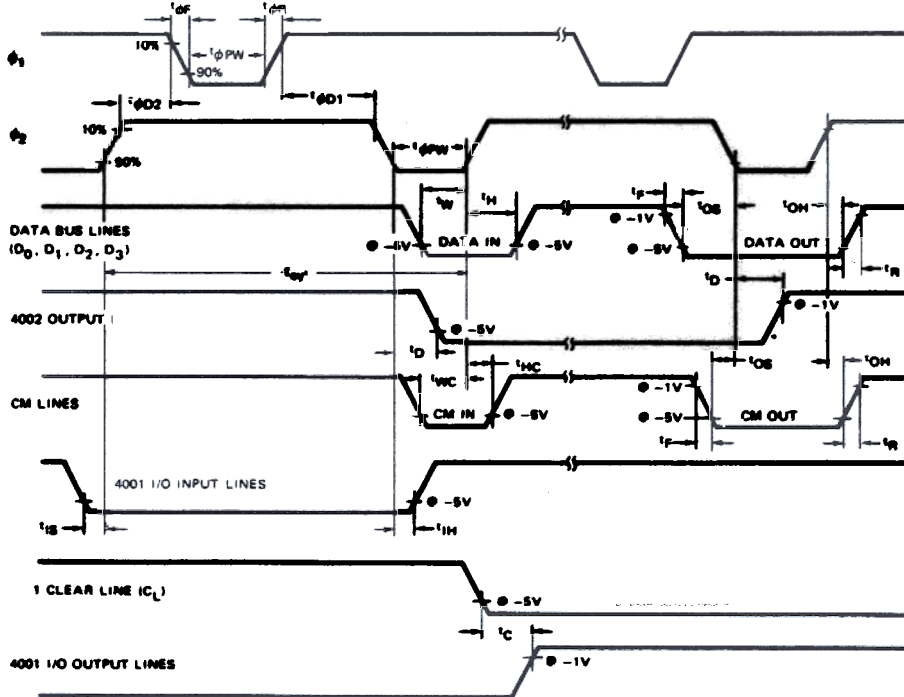 tφF tφR
10%
tφPW
90%
φ1
tφD2 tφD1
φ2
10%
90%
tφPW
tW tH
tF tOS tOH
@ -1V
DATA BUS LINES
(D0, D1, D2, D3)
DATA IN @ -5V
@ -5V DATA OUT
tR
tD
4002 OUTPUT
@ -5V
@ -1V
tD tWC tHC
tOS tOH
CM LINES
@ -1V
CM IN @ -5V
@ -5V CM OUT
tF tR
4001 I/O INPUT LINES
@ -5V
tIS tIH
1 CLEAR LINE (CL)
@ -5V
tC
4001 I/O OUTPUT LINES
@ -1V